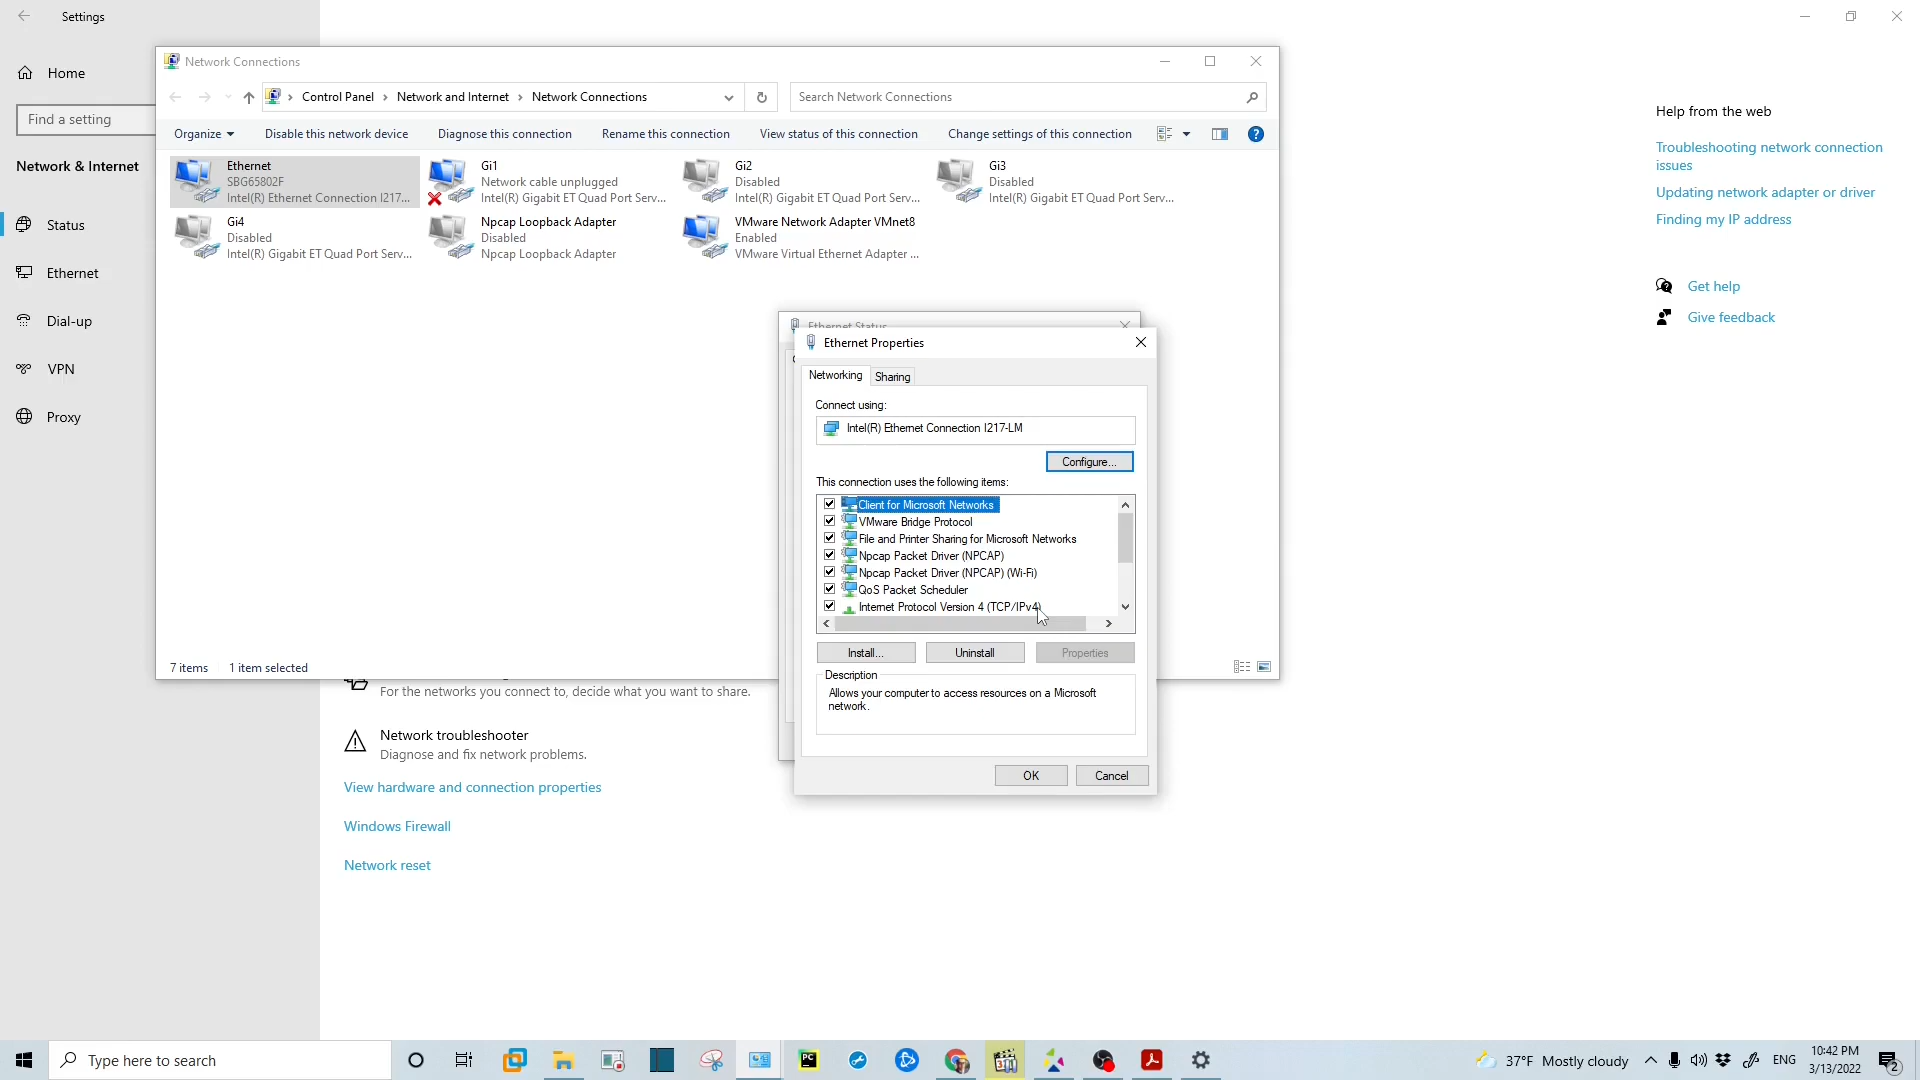 Settings
Home
Find a setting
Network & Internet
Status
Ethernet
Dial-up
VPN
Proxy
Network Connections
Control Panel > Network and Internet > Network Connections
Search Network Connections
Organize
Disable this network device
Diagnose this connection
Rename this connection
View status of this connection
Change settings of this connection
Ethernet
SBG65802F
Intel(R) Ethernet Connection I217...
Gi1
Network cable unplugged
Intel(R) Gigabit ET Quad Port Serv...
Gi2
Disabled
Intel(R) Gigabit ET Quad Port Serv...
Gi3
Disabled
Intel(R) Gigabit ET Quad Port Serv...
Gi4
Disabled
Intel(R) Gigabit ET Quad Port Serv...
Npcap Loopback Adapter
Disabled
Npcap Loopback Adapter
VMware Network Adapter VMnet8
Enabled
VMware Virtual Ethernet Adapter ...
7 items
1 item selected
Ethernet Status
Ethernet Properties
Networking
Sharing
Connect using:
Intel(R) Ethernet Connection I217-LM
Configure...
This connection uses the following items:
Client for Microsoft Networks
VMware Bridge Protocol
File and Printer Sharing for Microsoft Networks
Npcap Packet Driver (NPCAP)
Npcap Packet Driver (NPCAP) (Wi-Fi)
QoS Packet Scheduler
Internet Protocol Version 4 (TCP/IPv4)
Install...
Uninstall
Properties
Description
Allows your computer to access resources on a Microsoft
network.
OK
Cancel
For the networks you connect to, decide what you want to share.
Network troubleshooter
Diagnose and fix network problems.
View hardware and connection properties
Windows Firewall
Network reset
Help from the web
Troubleshooting network connection
issues
Updating network adapter or driver
Finding my IP address
Get help
Give feedback
Type here to search
PC
37°F Mostly cloudy
ENG
10:42 PM
3/13/2022
2